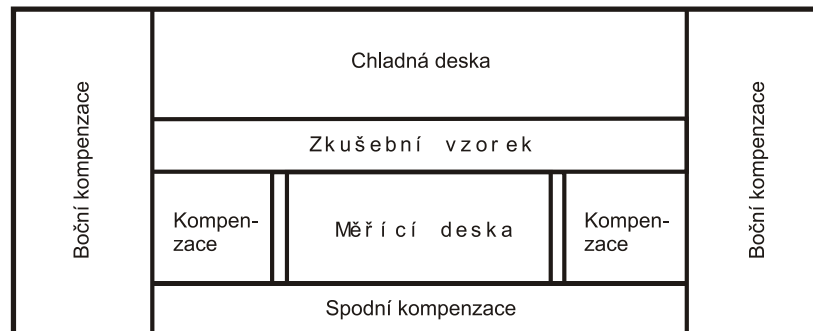 Chladná deska
Boční kompenzace
Zkušební vzorek
Boční kompenzace
Kompen-
zace
Měřící deska
Kompen-
zace
Spodní kompenzace